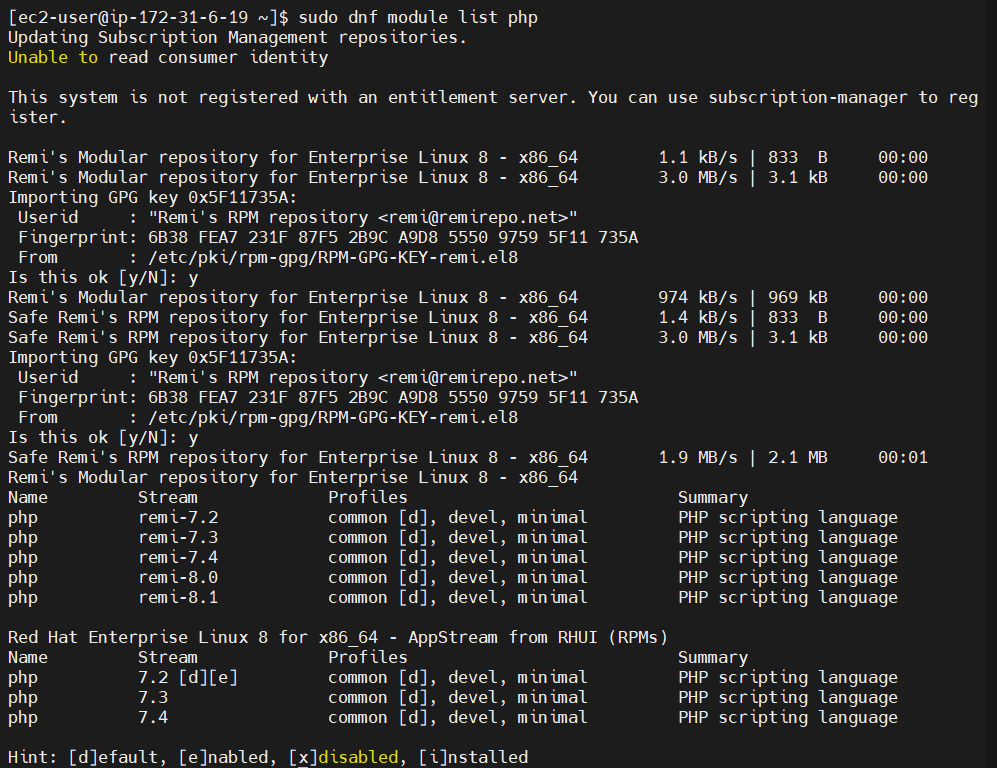 [ec2-user@ip-172-31-6-19 ~]$ sudo dnf module list php
Updating Subscription Management repositories.
Unable to read consumer identity
This system is not registered with an entitlement server. You can use subscription-manager to reg
ister.
Remi's Modular repository for Enterprise Linux 8 - x86_64        1.1 kB/s | 833  B     00:00
Remi's Modular repository for Enterprise Linux 8 - x86_64        3.0 MB/s | 3.1 kB     00:00
Importing GPG key 0x5F11735A:
 Userid     : "Remi's RPM repository <remi@remirepo.net>"
 Fingerprint: 6B38 FEA7 231F 87F5 2B9C A9D8 5550 9759 5F11 735A
 From       : /etc/pki/rpm-gpg/RPM-GPG-KEY-remi.el8
Is this ok [y/N]: y
Remi's Modular repository for Enterprise Linux 8 - x86_64        974 kB/s | 969 kB     00:00
Safe Remi's RPM repository for Enterprise Linux 8 - x86_64       1.4 kB/s | 833  B     00:00
Safe Remi's RPM repository for Enterprise Linux 8 - x86_64       3.0 MB/s | 3.1 kB     00:00
Importing GPG key 0x5F11735A:
 Userid     : "Remi's RPM repository <remi@remirepo.net>"
 Fingerprint: 6B38 FEA7 231F 87F5 2B9C A9D8 5550 9759 5F11 735A
 From       : /etc/pki/rpm-gpg/RPM-GPG-KEY-remi.el8
Is this ok [y/N]: y
Safe Remi's RPM repository for Enterprise Linux 8 - x86_64       1.9 MB/s | 2.1 MB     00:01
Remi's Modular repository for Enterprise Linux 8 - x86_64
Name         Stream             Profiles                           Summary
php          remi-7.2           common [d], devel, minimal         PHP scripting language
php          remi-7.3           common [d], devel, minimal         PHP scripting language
php          remi-7.4           common [d], devel, minimal         PHP scripting language
php          remi-8.0           common [d], devel, minimal         PHP scripting language
php          remi-8.1           common [d], devel, minimal         PHP scripting language
Red Hat Enterprise Linux 8 for x86_64 - AppStream from RHUI (RPMs)
Name         Stream             Profiles                           Summary
php          7.2 [d][e]         common [d], devel, minimal         PHP scripting language
php          7.3                common [d], devel, minimal         PHP scripting language
php          7.4                common [d], devel, minimal         PHP scripting language
Hint: [d]efault, [e]nabled, [x]disabled, [i]nstalled